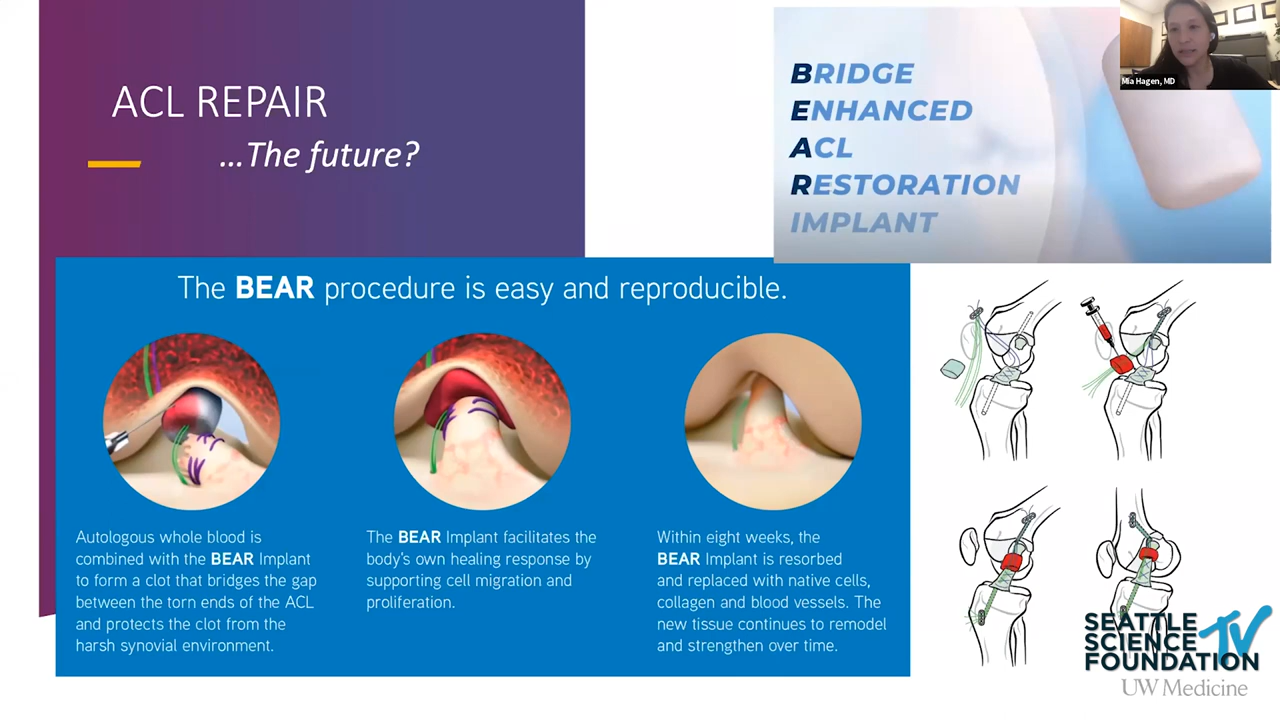 ACL REPAIR
...The future?
BRIDGE
ENHANCED
ACL
RESTORATION
IMPLANT
Mia Hagen, MD
The BEAR procedure is easy and reproducible.
Autologous whole blood is
combined with the BEAR Implant
to form a clot that bridges the gap
between the torn ends of the ACL
and protects the clot from the
harsh synovial environment.
The BEAR Implant facilitates the
body's own healing response by
supporting cell migration and
proliferation.
Within eight weeks, the
BEAR Implant is resorbed
and replaced with native cells,
collagen and blood vessels. The
new tissue continues to remodel
and strengthen over time.
SEATTLE
SCIENCE
FOUNDATION
TV
UW Medicine